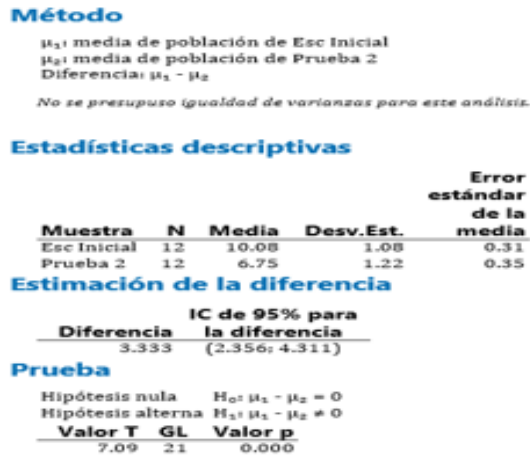 Método
μ₁: media de población de Esc Inicial
μ₂: media de población de Prueba 2
Diferencia: μ₁ - μ₂
No se presupuso igualdad de varianzas para este análisis.
Estadísticas descriptivas
Error
estándar
de la
Muestra N Media Desv.Est. media
Esc Inicial 12 10.08 1.08 0.31
Prueba 2 12 6.75 1.22 0.35
Estimación de la diferencia
IC de 95% para
Diferencia la diferencia
3.333 (2.356; 4.311)
Prueba
Hipótesis nula H₀: μ₁ - μ₂ = 0
Hipótesis alterna H₁: μ₁ - μ₂ ≠ 0
Valor T GL Valor p
7.09 21 0.000